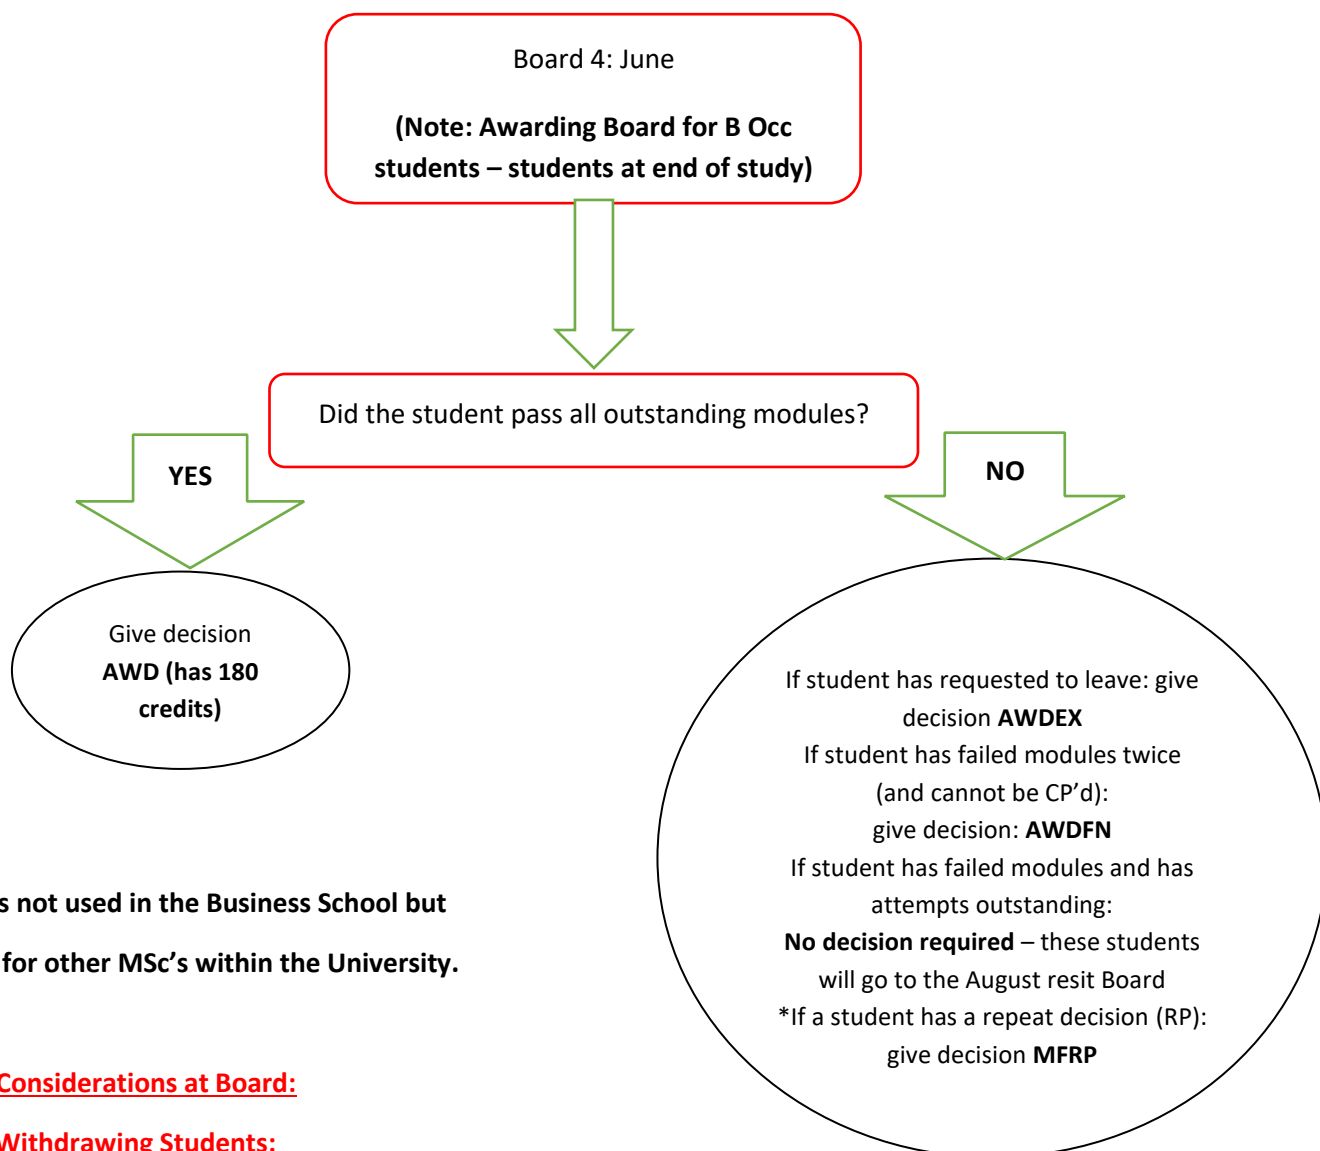 Board 4: June
(Note: Awarding Board for B Occ
students – students at end of study)
Did the student pass all outstanding modules?
YES
NO
Give decision
AWD (has 180
credits)
If student has requested to leave: give
decision AWDEX
If student has failed modules twice
(and cannot be CP’d):
give decision: AWDFN
If student has failed modules and has
attempts outstanding:
No decision required – these students
will go to the August resit Board
*If a student has a repeat decision (RP):
give decision MFRP
s not used in the Business School but
for other MSc’s within the University.
Considerations at Board:
Withdrawing Students: